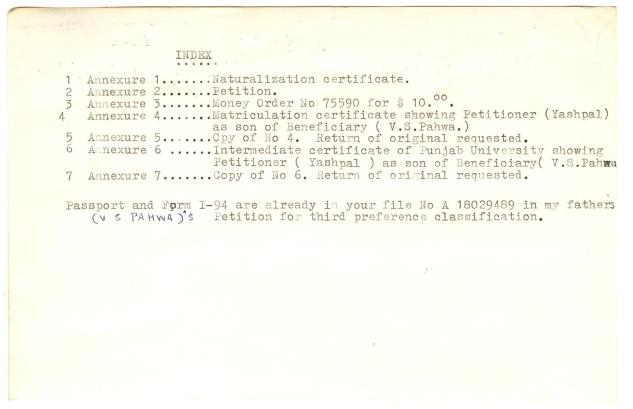 INDEX
......
1 Annexure 1.......Naturalization certificate.
2 Annexure 2.......Petition.
3 Annexure 3.......Money Order No 75590 for $ 10.00.
4 Annexure 4.......Matriculation certificate showing Petitioner (Yashpal)
as son of Beneficiary ( V.S.Pahwa.)
5 Annexure 5.......Cpy of No 4. Return of original requested.
6 Annexure 6 ......Intermediate certificate of Punjab University showing
Petitioner ( Yashpal ) as son of Beneficiary( V.S.Pahwa
7 Annexure 7.......Copy of No 6. Return of original requested.
Passport and Form I-94 are already in your file No A 18029489 in my fathers
(V S PAHWA)'s Petition for third preference classification.